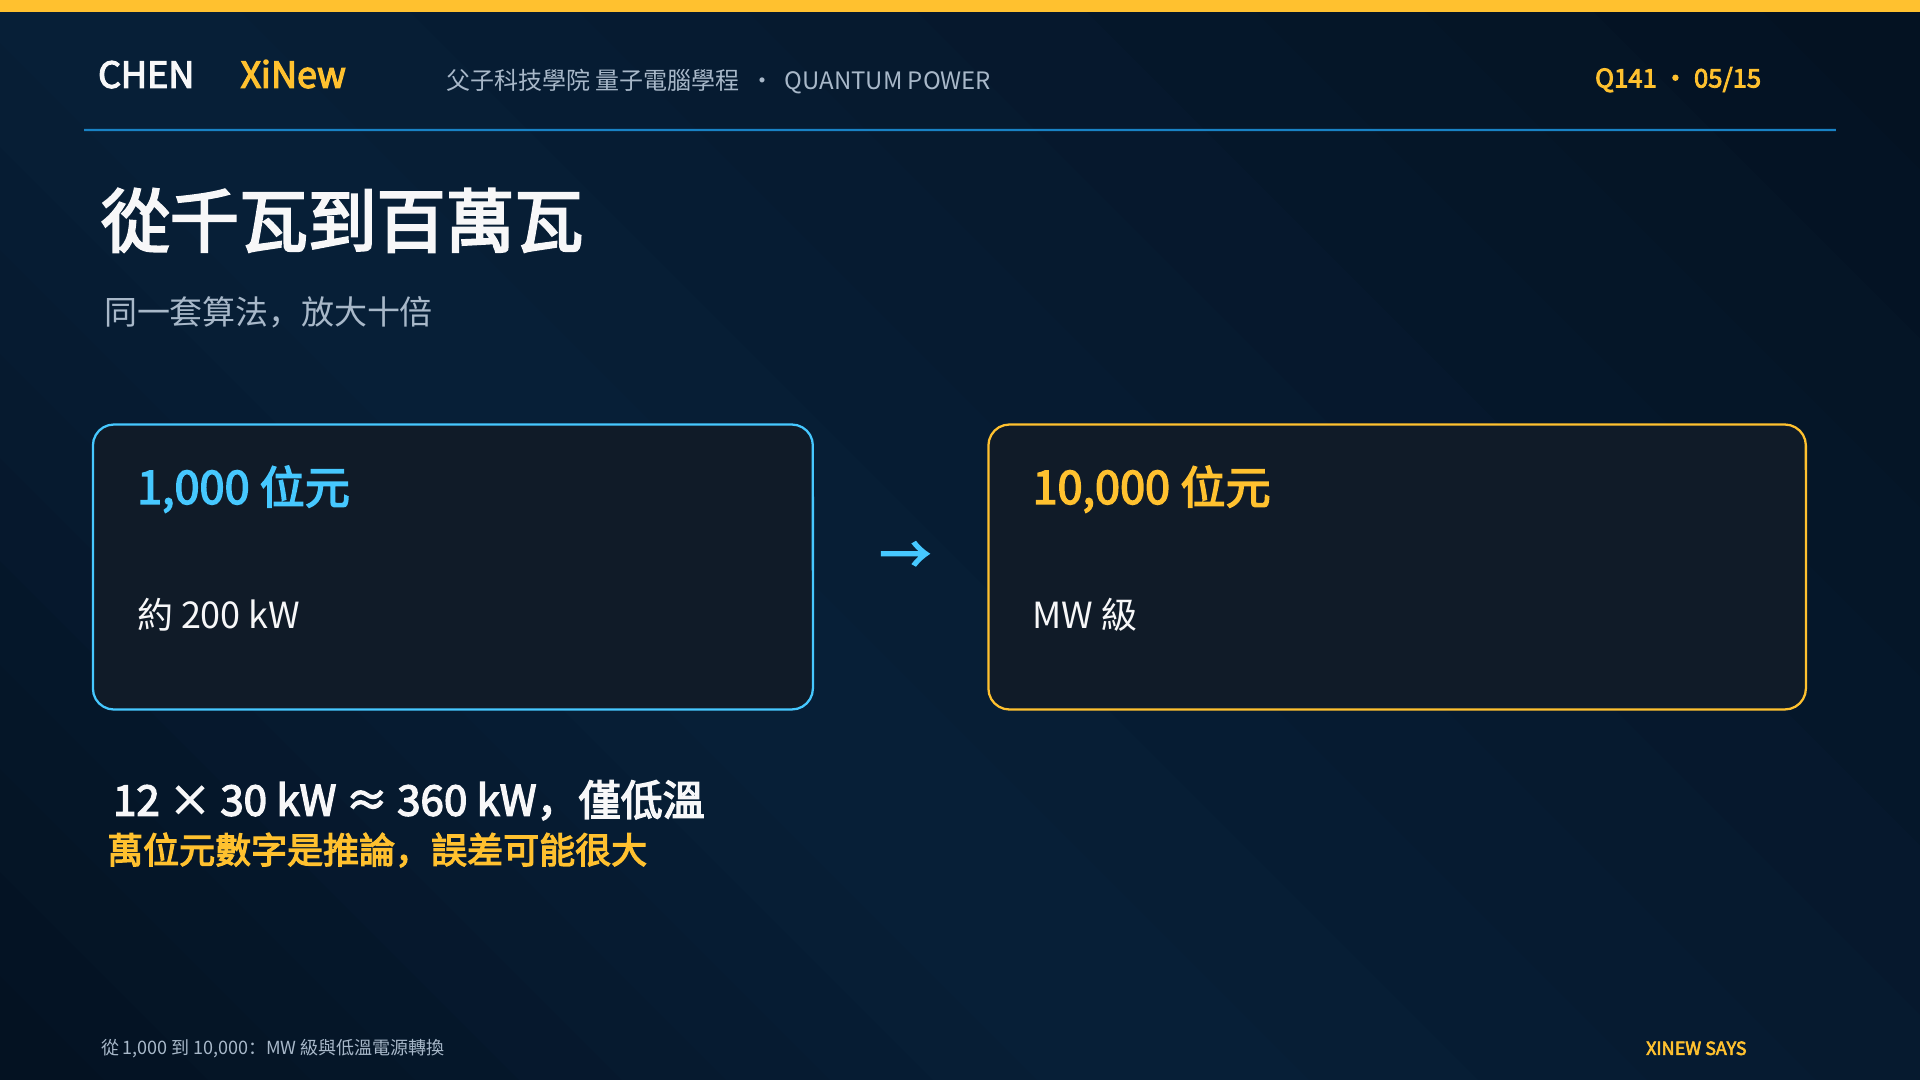 CHEN XiNew 父子科技學院 量子電腦學程 • QUANTUM POWER Q141 • 05/15
從千瓦到百萬瓦
同一套算法，放大十倍
1,000 位元
約 200 kW
→
10,000 位元
MW 級
12 × 30 kW ≈ 360 kW，僅低溫
萬位元數字是推論，誤差可能很大
從 1,000 到 10,000：MW 級與低溫電源轉換
XINEW SAYS